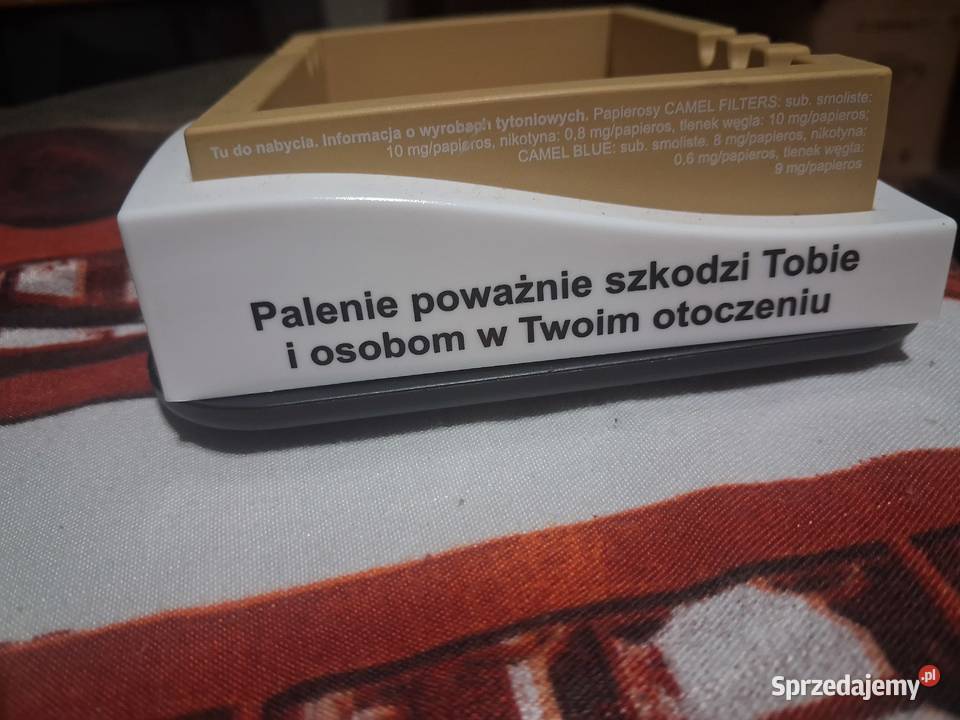 Tu do nabycia. Informacja o wyrobach tytoniowych. Papierosy CAMEL FILTERS: sub. smoliste:
10 mg/papieros, nikotyna: 0,8 mg/papieros, tlenek węgla: 10 mg/papieros;
CAMEL BLUE: sub. smoliste. 8 mg/papieros, nikotyna:
0,6 mg/papieros, tlenek węgla:
9 mg/papieros
Palenie poważnie szkodzi Tobie
i osobom w Twoim otoczeniu
Sprzedajemy.pl